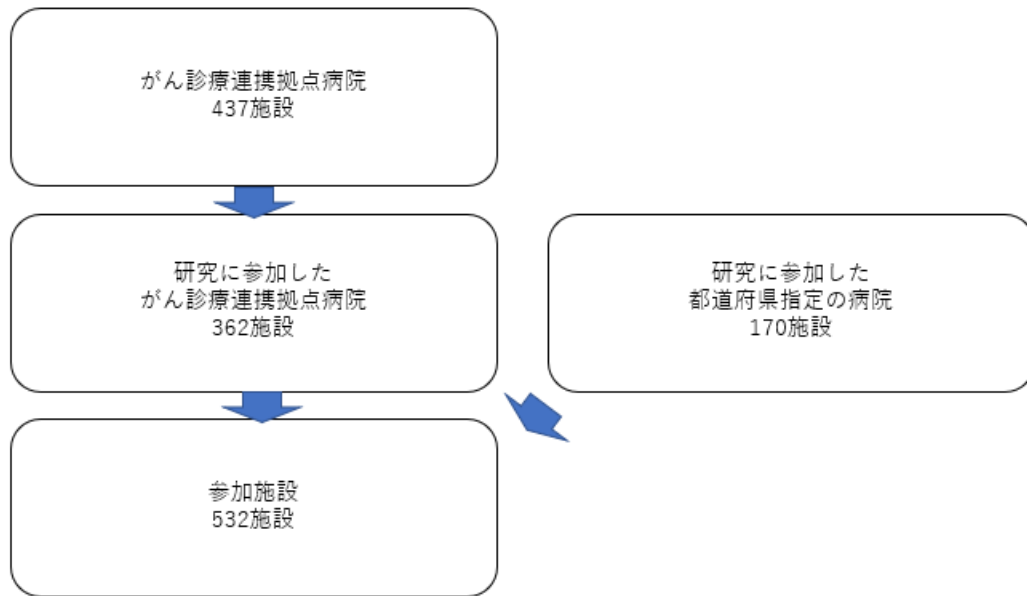 がん診療連携拠点病院
437施設
研究に参加した
がん診療連携拠点病院
362施設
研究に参加した
都道府県指定の病院
170施設
参加施設
532施設